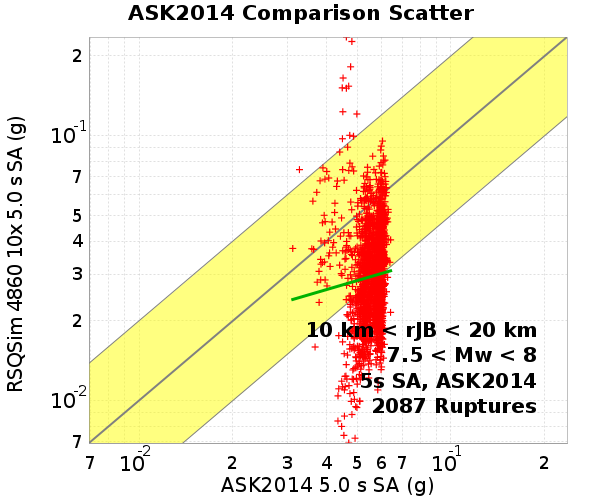 ASK2014 Comparison Scatter
RSQSim 4860 10x 5.0 s SA (g)
2
10-1
7
5
4
3
2
10-2
7
10 km < rJB < 20 km
7.5 < Mw < 8
5s SA, ASK2014
2087 Ruptures
7 10-2 2 3 4 5 6 7 10-1 2
ASK2014 5.0 s SA (g)